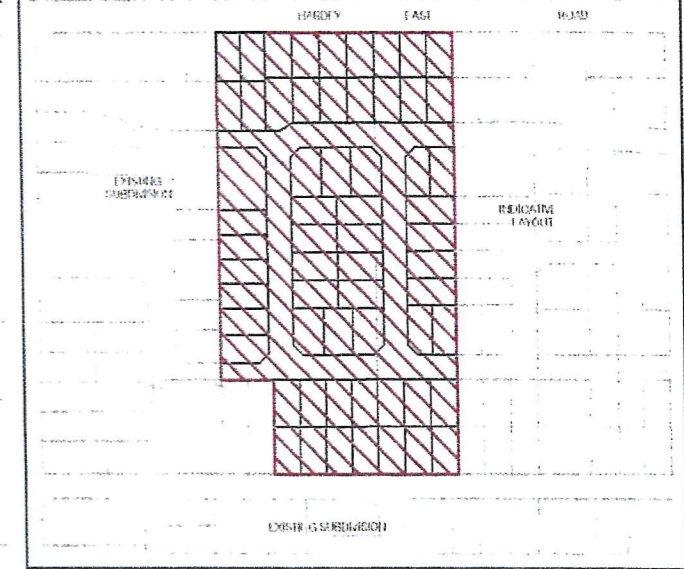 HARDEY EAST ROAD
EXISTING
SUBDIVISION
INDICATIVE
LAYOUT
EXISTING SUBDIVISION